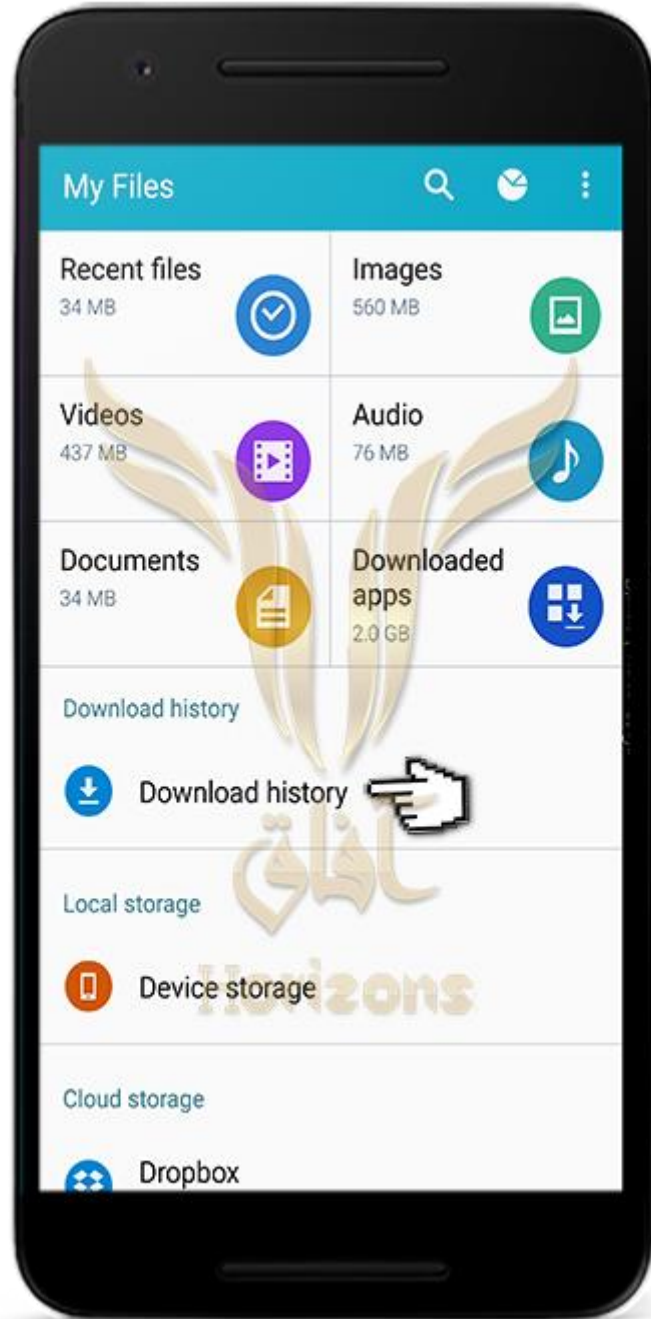 My Files
Recent files
34 MB
Images
560 MB
Videos
437 MB
Audio
76 MB
Documents
34 MB
Downloaded
apps
2.0 GB
Download history
Download history
آفاق
Local storage
Device storage
Horizons
Cloud storage
Dropbox